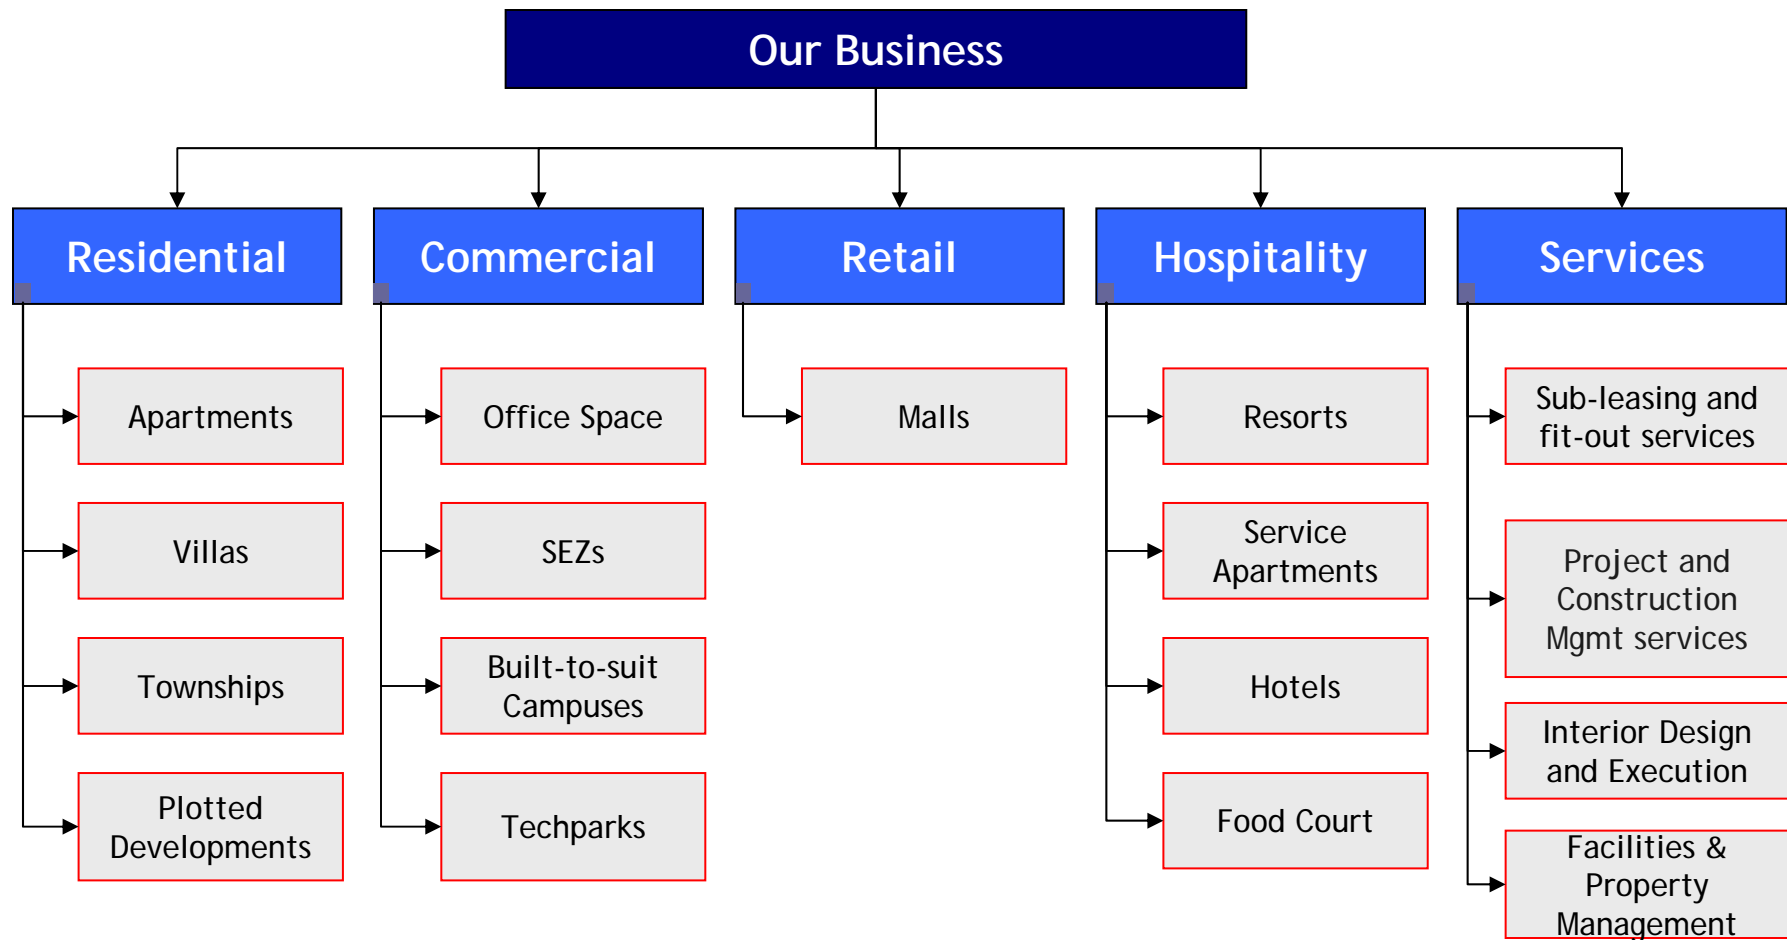 Our Business
Residential
Commercial
Retail
Hospitality
Services
Apartments
Villas
Townships
Plotted
Developments
Office Space
SEZs
Built-to-suit
Campuses
Techparks
Malls
Resorts
Service
Apartments
Hotels
Food Court
Sub-leasing and
fit-out services
Project and
Construction
Mgmt services
Interior Design
and Execution
Facilities &
Property
Management